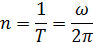 n = 1/T = ω/2π